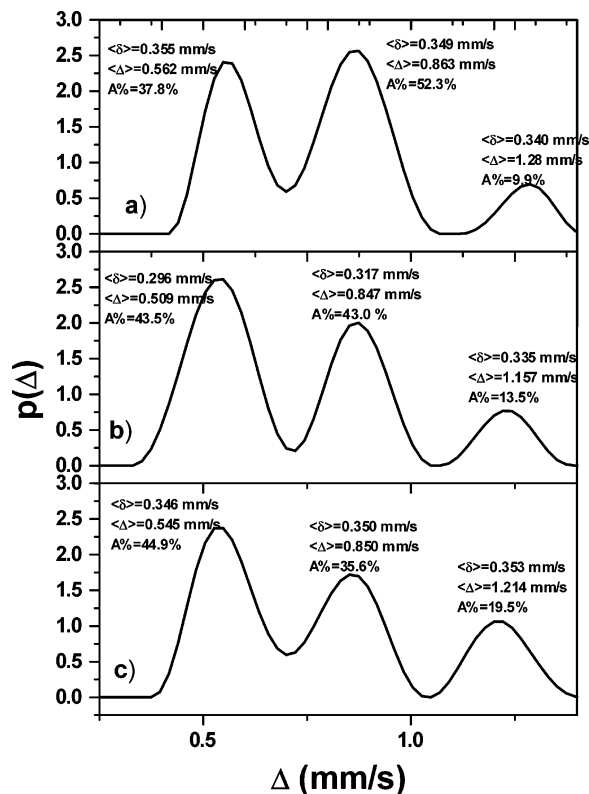 3.0
2.5
2.0
1.5
1.0
0.5
0.0
<δ>=0.355 mm/s
<Δ>=0.562 mm/s
A%=37.8%
<δ>=0.349 mm/s
<Δ>=0.863 mm/s
A%=52.3%
<δ>=0.340 mm/s
<Δ>=1.28 mm/s
A%=9.9%
a)
3.0
2.5
2.0
1.5
1.0
0.5
0.0
<δ>=0.296 mm/s
<Δ>=0.509 mm/s
A%=43.5%
<δ>=0.317 mm/s
<Δ>=0.847 mm/s
A%=43.0 %
<δ>=0.335 mm/s
<Δ>=1.157 mm/s
A%=13.5%
b)
p(Δ)
3.0
2.5
2.0
1.5
1.0
0.5
0.0
<δ>=0.346 mm/s
<Δ>=0.545 mm/s
A%=44.9%
<δ>=0.350 mm/s
<Δ>=0.850 mm/s
A%=35.6%
<δ>=0.353 mm/s
<Δ>=1.214 mm/s
A%=19.5%
c)
0.5
1.0
Δ (mm/s)